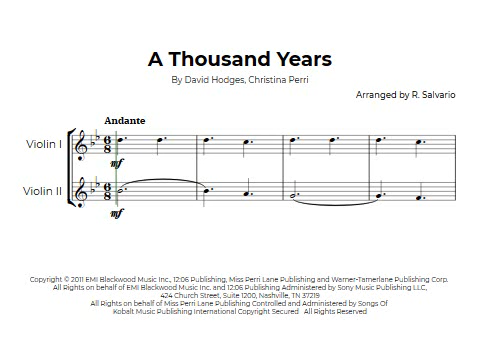 A Thousand Years
By David Hodges, Christina Perri
Arranged by R. Salvario
Andante
Violin I
6
8
mf
Violin II
6
8
mf
Copyright © 2011 EMI Blackwood Music Inc., 12:06 Publishing, Miss Perri Lane Publishing and Warner-Tamerlane Publishing Corp.
All Rights on behalf of EMI Blackwood Music Inc. and 12:06 Publishing Administered by Sony Music Publishing LLC,
424 Church Street, Suite 1200, Nashville, TN 37219
All Rights on behalf of Miss Perri Lane Publishing Controlled and Administered by Songs Of
Kobalt Music Publishing International Copyright Secured All Rights Reserved